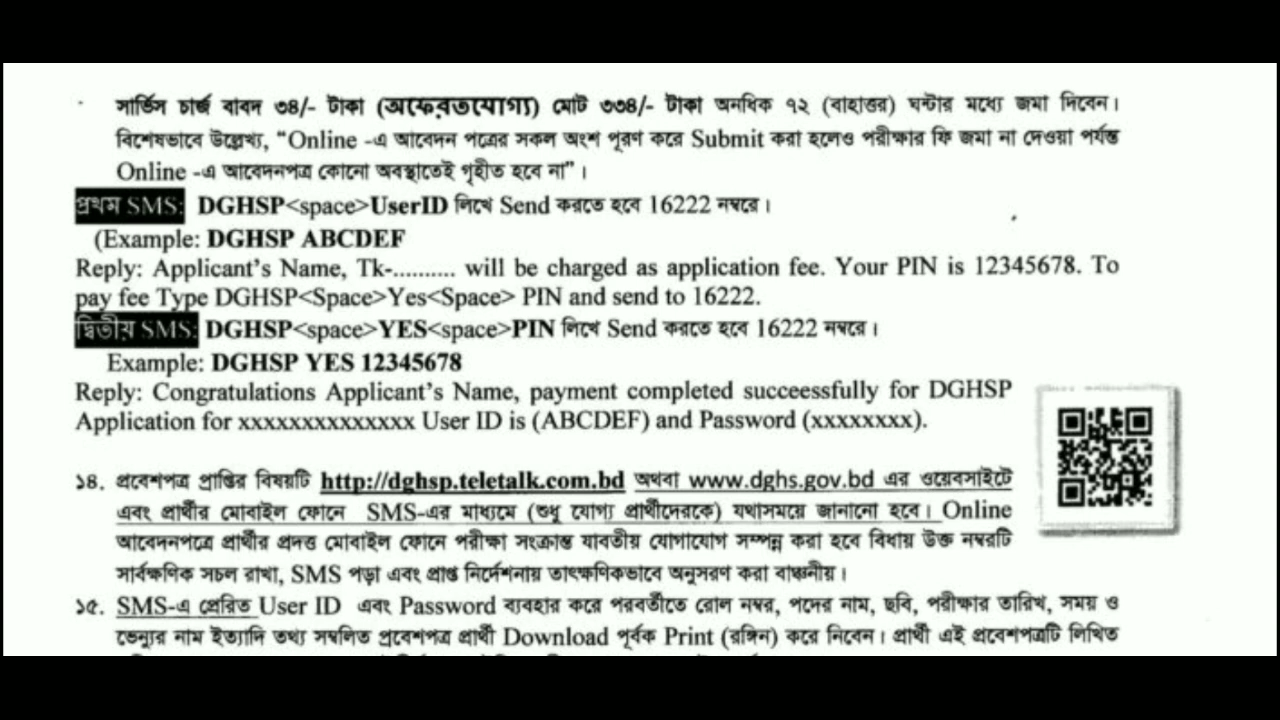 সার্ভিস চার্জ বাবদ ৩৪/- টাকা (অফেরতযোগ্য) মোট ৩৩৪/- টাকা অনধিক ৭২ (বাহাত্তর) ঘন্টার মধ্যে জমা দিবেন।
বিশেষভাবে উল্লেখ্য, “Online -এ আবেদন পত্রের সকল অংশ পূরণ করে Submit করা হলেও পরীক্ষার ফি জমা না দেওয়া পর্যন্ত
Online -এ আবেদনপত্র কোনো অবস্থাতেই গৃহীত হবে না”।
প্রথম SMS: DGHSP<space>UserID লিখে Send করতে হবে 16222 নম্বরে।
(Example: DGHSP ABCDEF
Reply: Applicant’s Name, Tk-.......... will be charged as application fee. Your PIN is 12345678. To
pay fee Type DGHSP<Space>Yes<Space> PIN and send to 16222.
দ্বিতীয় SMS: DGHSP<space>YES<space>PIN লিখে Send করতে হবে 16222 নম্বরে।
Example: DGHSP YES 12345678
Reply: Congratulations Applicant’s Name, payment completed succeessfully for DGHSP
Application for xxxxxxxxxxxxxx User ID is (ABCDEF) and Password (xxxxxxxx).
১৪. প্রবেশপত্র প্রাপ্তির বিষয়টি http://dghsp.teletalk.com.bd অথবা www.dghs.gov.bd এর ওয়েবসাইটে
এবং প্রার্থীর মোবাইল ফোনে SMS-এর মাধ্যমে (শুধু যোগ্য প্রার্থীদেরকে) যথাসময়ে জানানো হবে। Online
আবেদনপত্রে প্রার্থীর প্রদত্ত মোবাইল ফোনে পরীক্ষা সংক্রান্ত যাবতীয় যোগাযোগ সম্পন্ন করা হবে বিধায় উক্ত নম্বরটি
সার্বক্ষণিক সচল রাখা, SMS পড়া এবং প্রাপ্ত নির্দেশনায় তাৎক্ষণিকভাবে অনুসরণ করা বাঞ্চনীয়।
১৫. SMS-এ প্রেরিত User ID এবং Password ব্যবহার করে পরবর্তীতে রোল নম্বর, পদের নাম, ছবি, পরীক্ষার তারিখ, সময় ও
ভেন্যুর নাম ইত্যাদি তথ্য সম্বলিত প্রবেশপত্র প্রার্থী Download পূর্বক Print (রঙ্গিন) করে নিবেন। প্রার্থী এই প্রবেশপত্রটি লিখিত